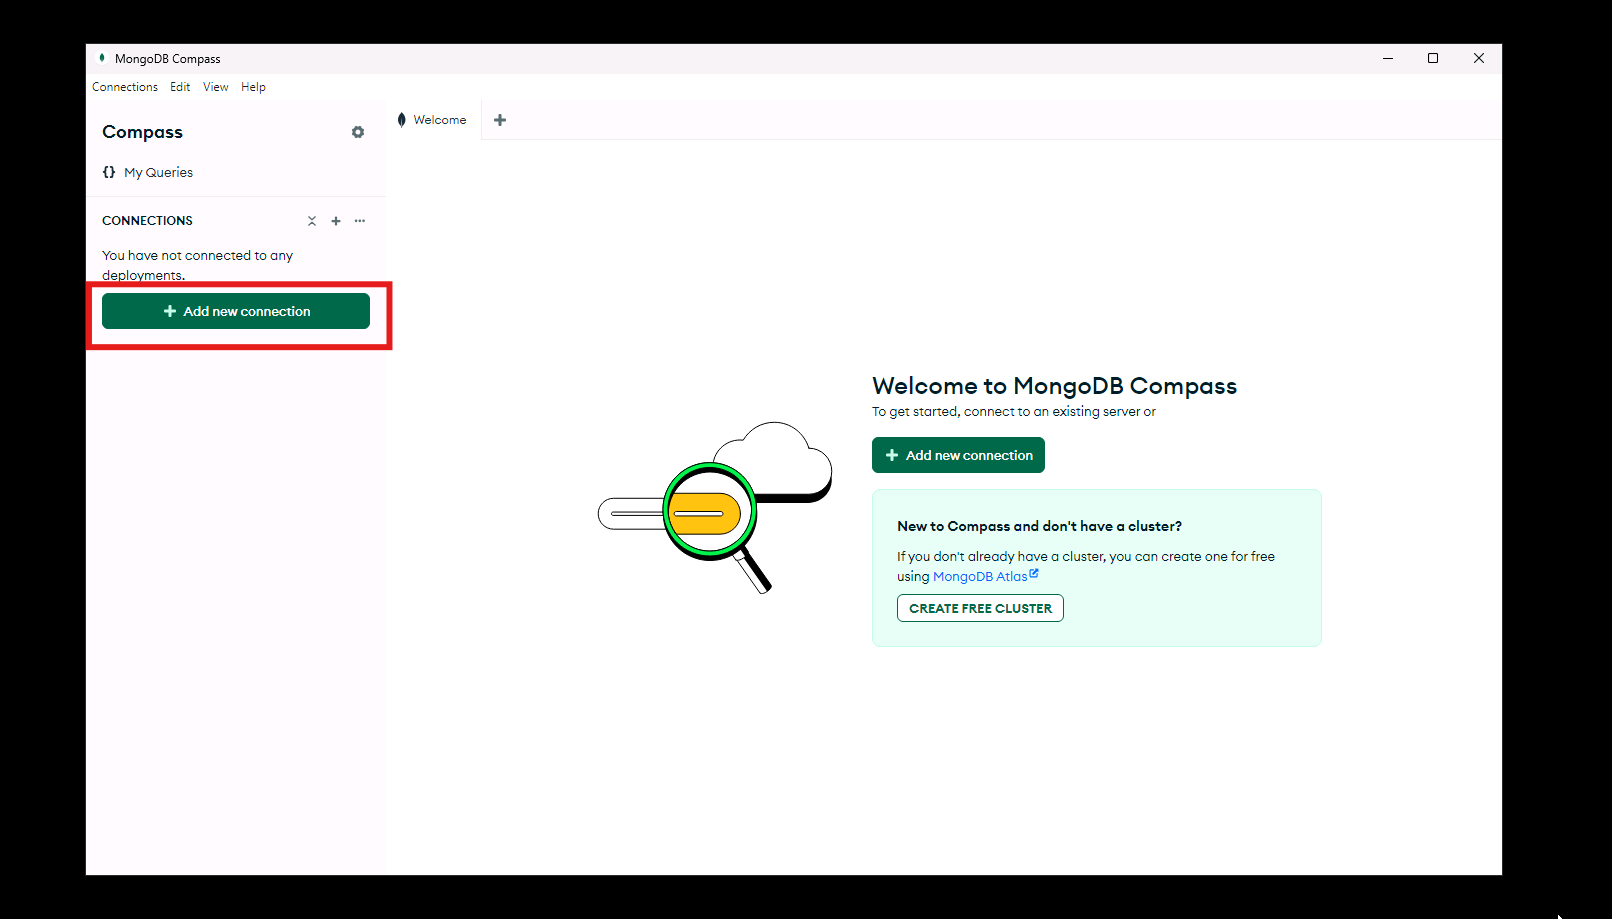 MongoDB Compass
Connections Edit View Help
Compass
Welcome
{} My Queries
CONNECTIONS
You have not connected to any
deployments.
+ Add new connection
Welcome to MongoDB Compass
To get started, connect to an existing server or
+ Add new connection
New to Compass and don't have a cluster?
If you don't already have a cluster, you can create one for free
using MongoDB Atlas
CREATE FREE CLUSTER